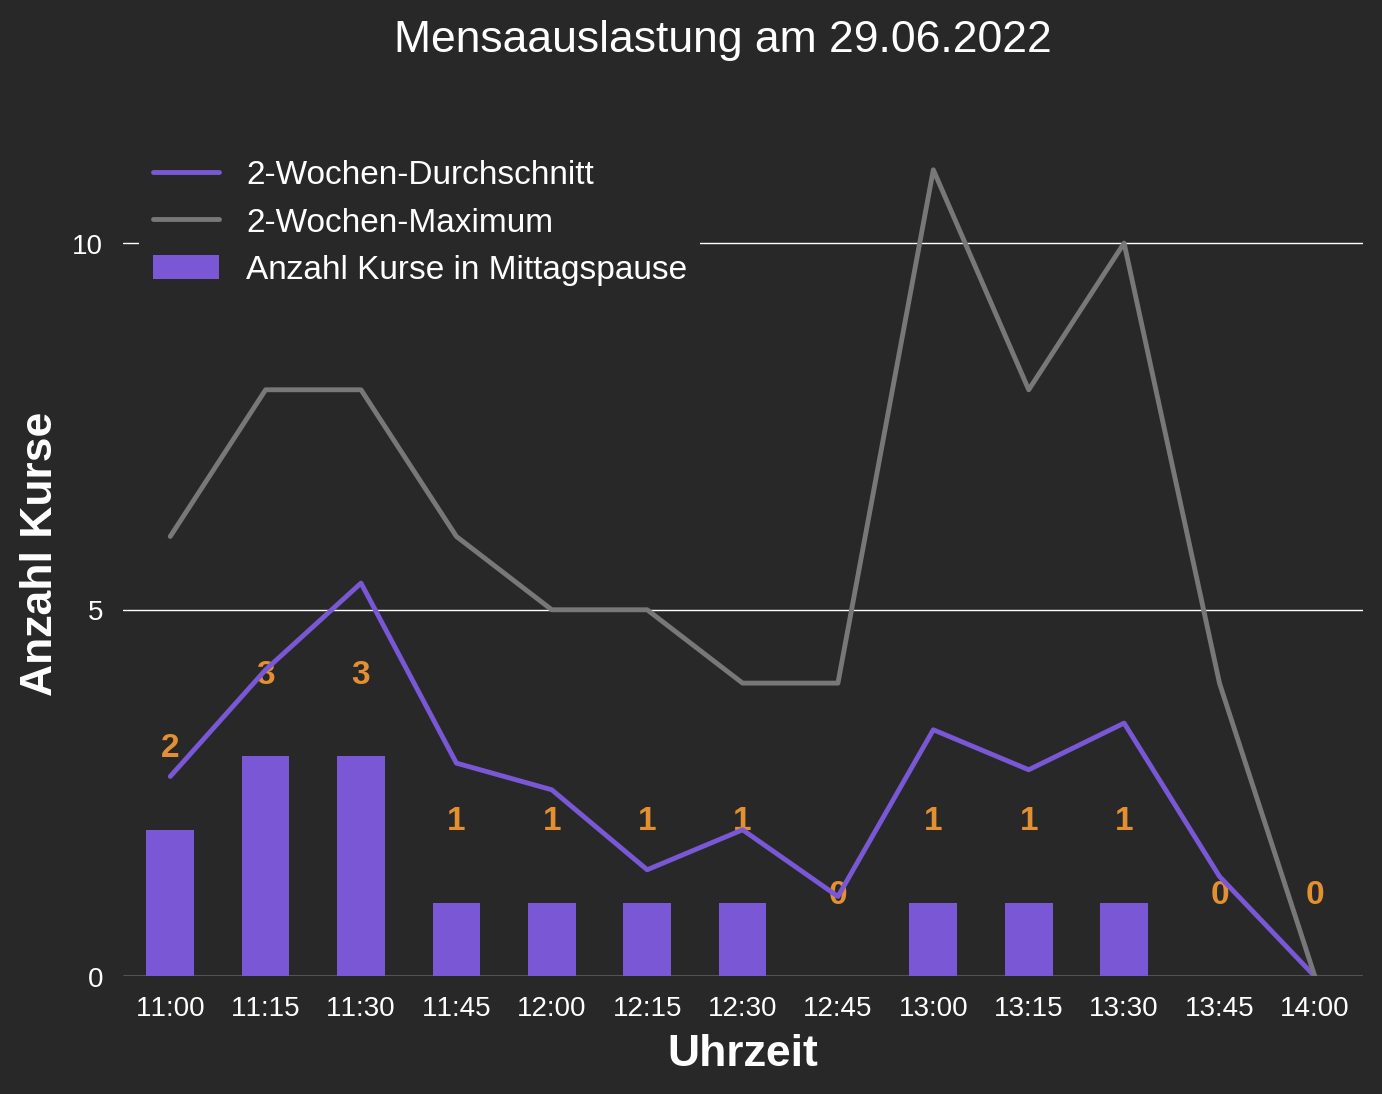 Mensaauslastung am 29.06.2022
2-Wochen-Durchschnitt
2-Wochen-Maximum
Anzahl Kurse in Mittagspause
10
5
0
Anzahl Kurse
2
3
3
1
1
1
1
0
1
1
1
0
0
11:00 11:15 11:30 11:45 12:00 12:15 12:30 12:45 13:00 13:15 13:30 13:45 14:00
Uhrzeit